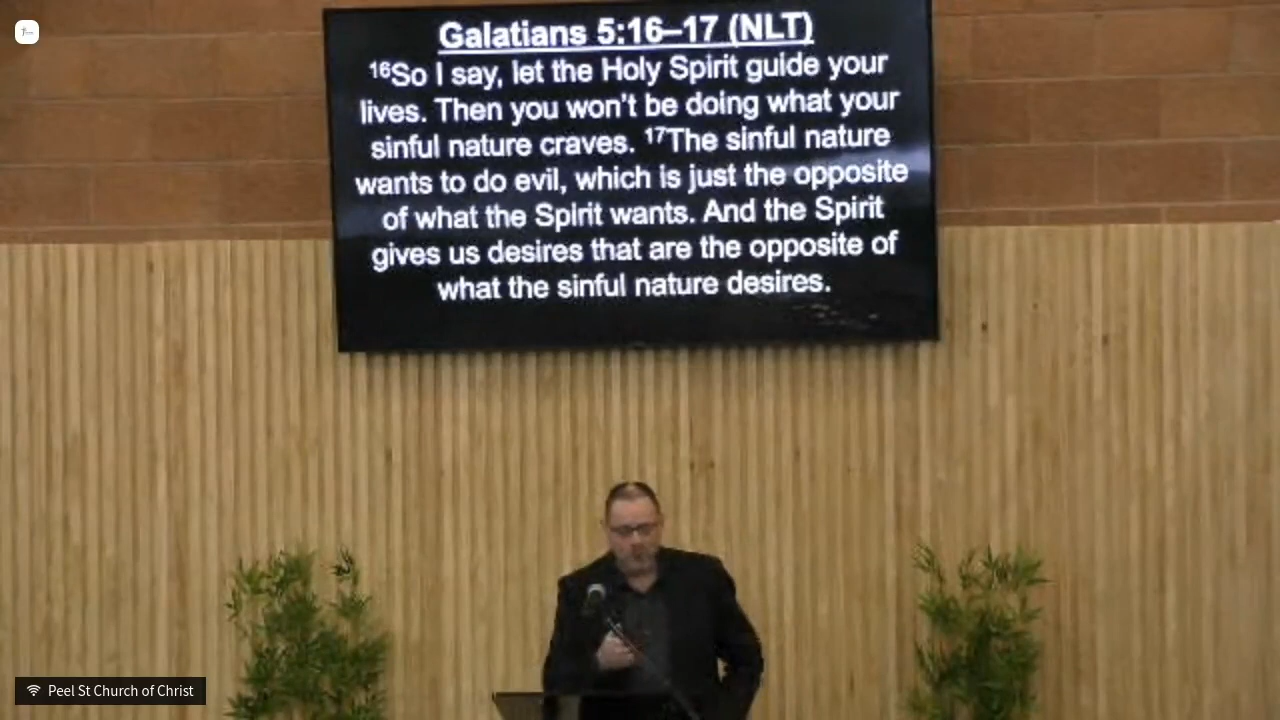 Galatians 5:16–17 (NLT)
¹⁶So I say, let the Holy Spirit guide your
lives. Then you won't be doing what your
sinful nature craves. ¹⁷The sinful nature
wants to do evil, which is just the opposite
of what the Spirit wants. And the Spirit
gives us desires that are the opposite of
what the sinful nature desires.
Peel St Church of Christ